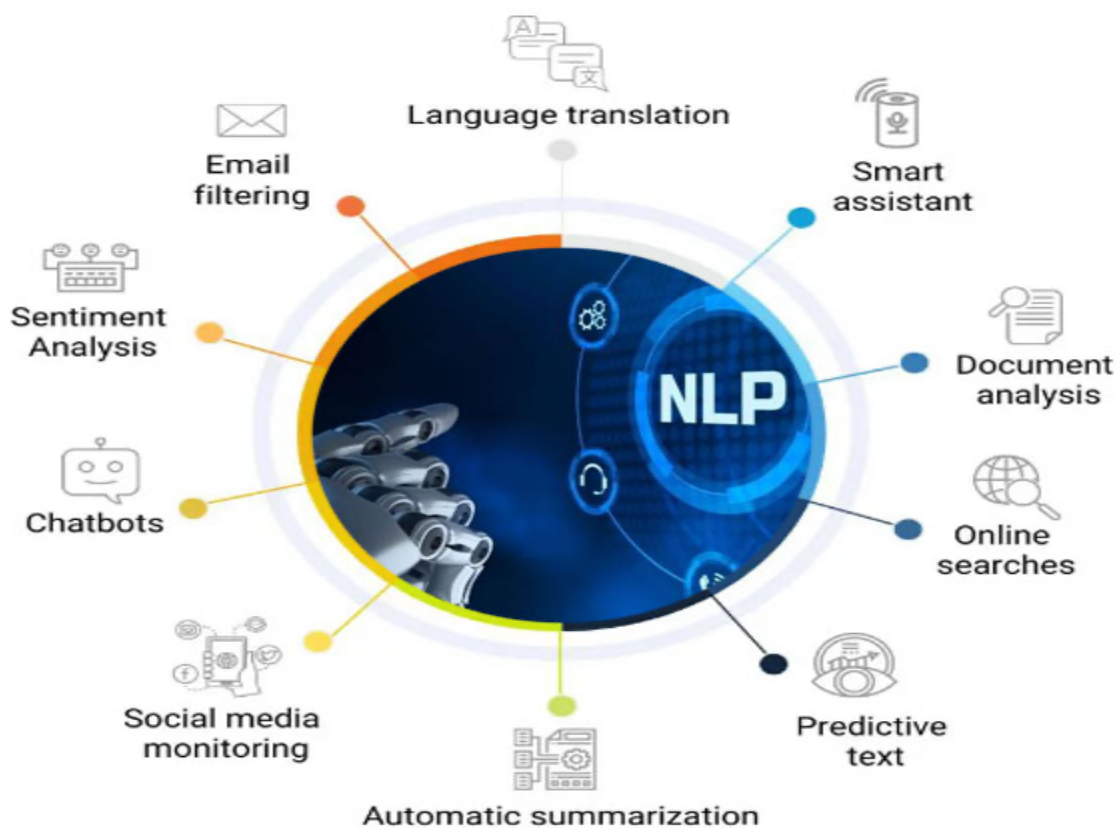 A
文
Language translation
Smart
assistant
Document
analysis
Online
searches
Predictive
text
Automatic summarization
Social media
monitoring
Chatbots
Sentiment
Analysis
Email
filtering
NLP